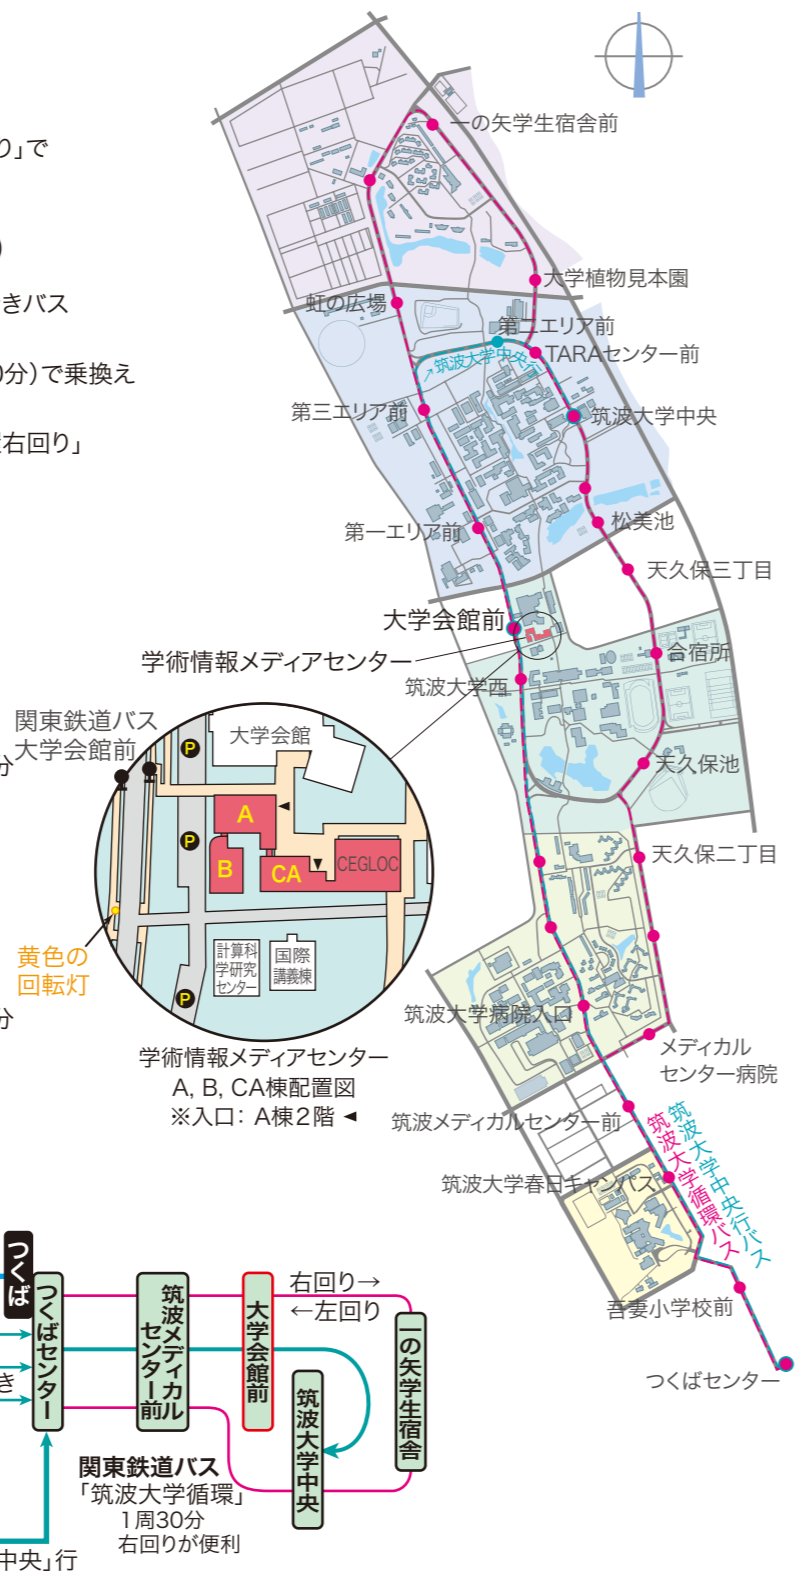 り」で
)
きバス
0分)で乗換え
右回り」
一の矢学生宿舎前
大学植物見本園
虹の広場
第二エリア前
TARAセンター前
↗筑波大学中央行
第三エリア前
筑波大学中央
第一エリア前
松美池
天久保三丁目
大学会館前
合宿所
学術情報メディアセンター
筑波大学西
天久保池
天久保二丁目
筑波大学病院入口
メディカル
センター病院
筑波メディカルセンター前
筑波大学春日キャンパス
筑波大学循環バス
筑波大学中央行バス
吾妻小学校前
つくばセンター
関東鉄道バス
大学会館前
分
大学会館
P
P
P
A
B
CA
CEGLOC
黄色の
回転灯
計算科
学研究
センター
国際
講義棟
分
学術情報メディアセンター
A, B, CA棟配置図
※入口: A棟2階 ◄
つくば
つくばセンター
筑波メディカル
センター前
大学会館前
右回り→
←左回り
一の矢学生宿舎
筑波大学中央
き
関東鉄道バス
「筑波大学循環」
1周30分
右回りが便利
中央」行